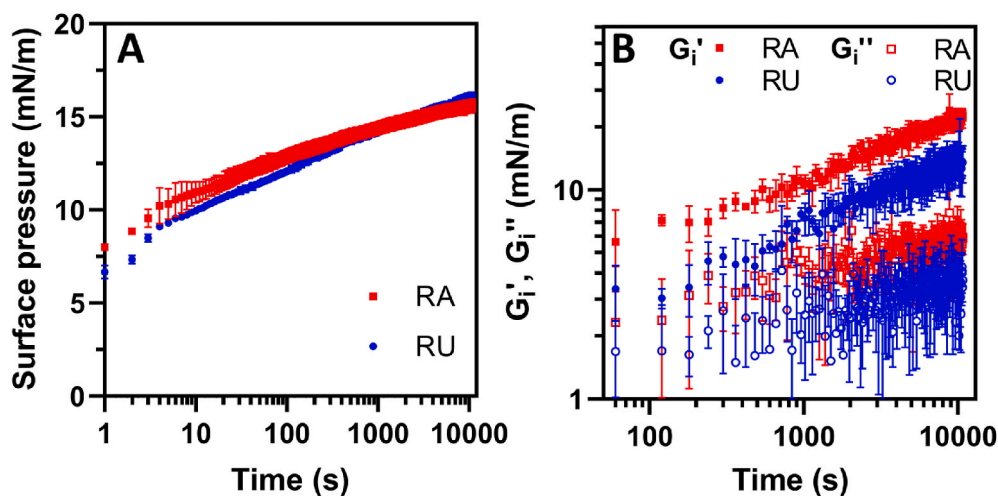 A
Surface pressure (mN/m)
20
15
10
5
0
RA
RU
1
10
100
1000
10000
Time (s)
B
Gi' RA Gi'' RA
RU RU
Gi', Gi'' (mN/m)
10
1
100
1000
10000
Time (s)